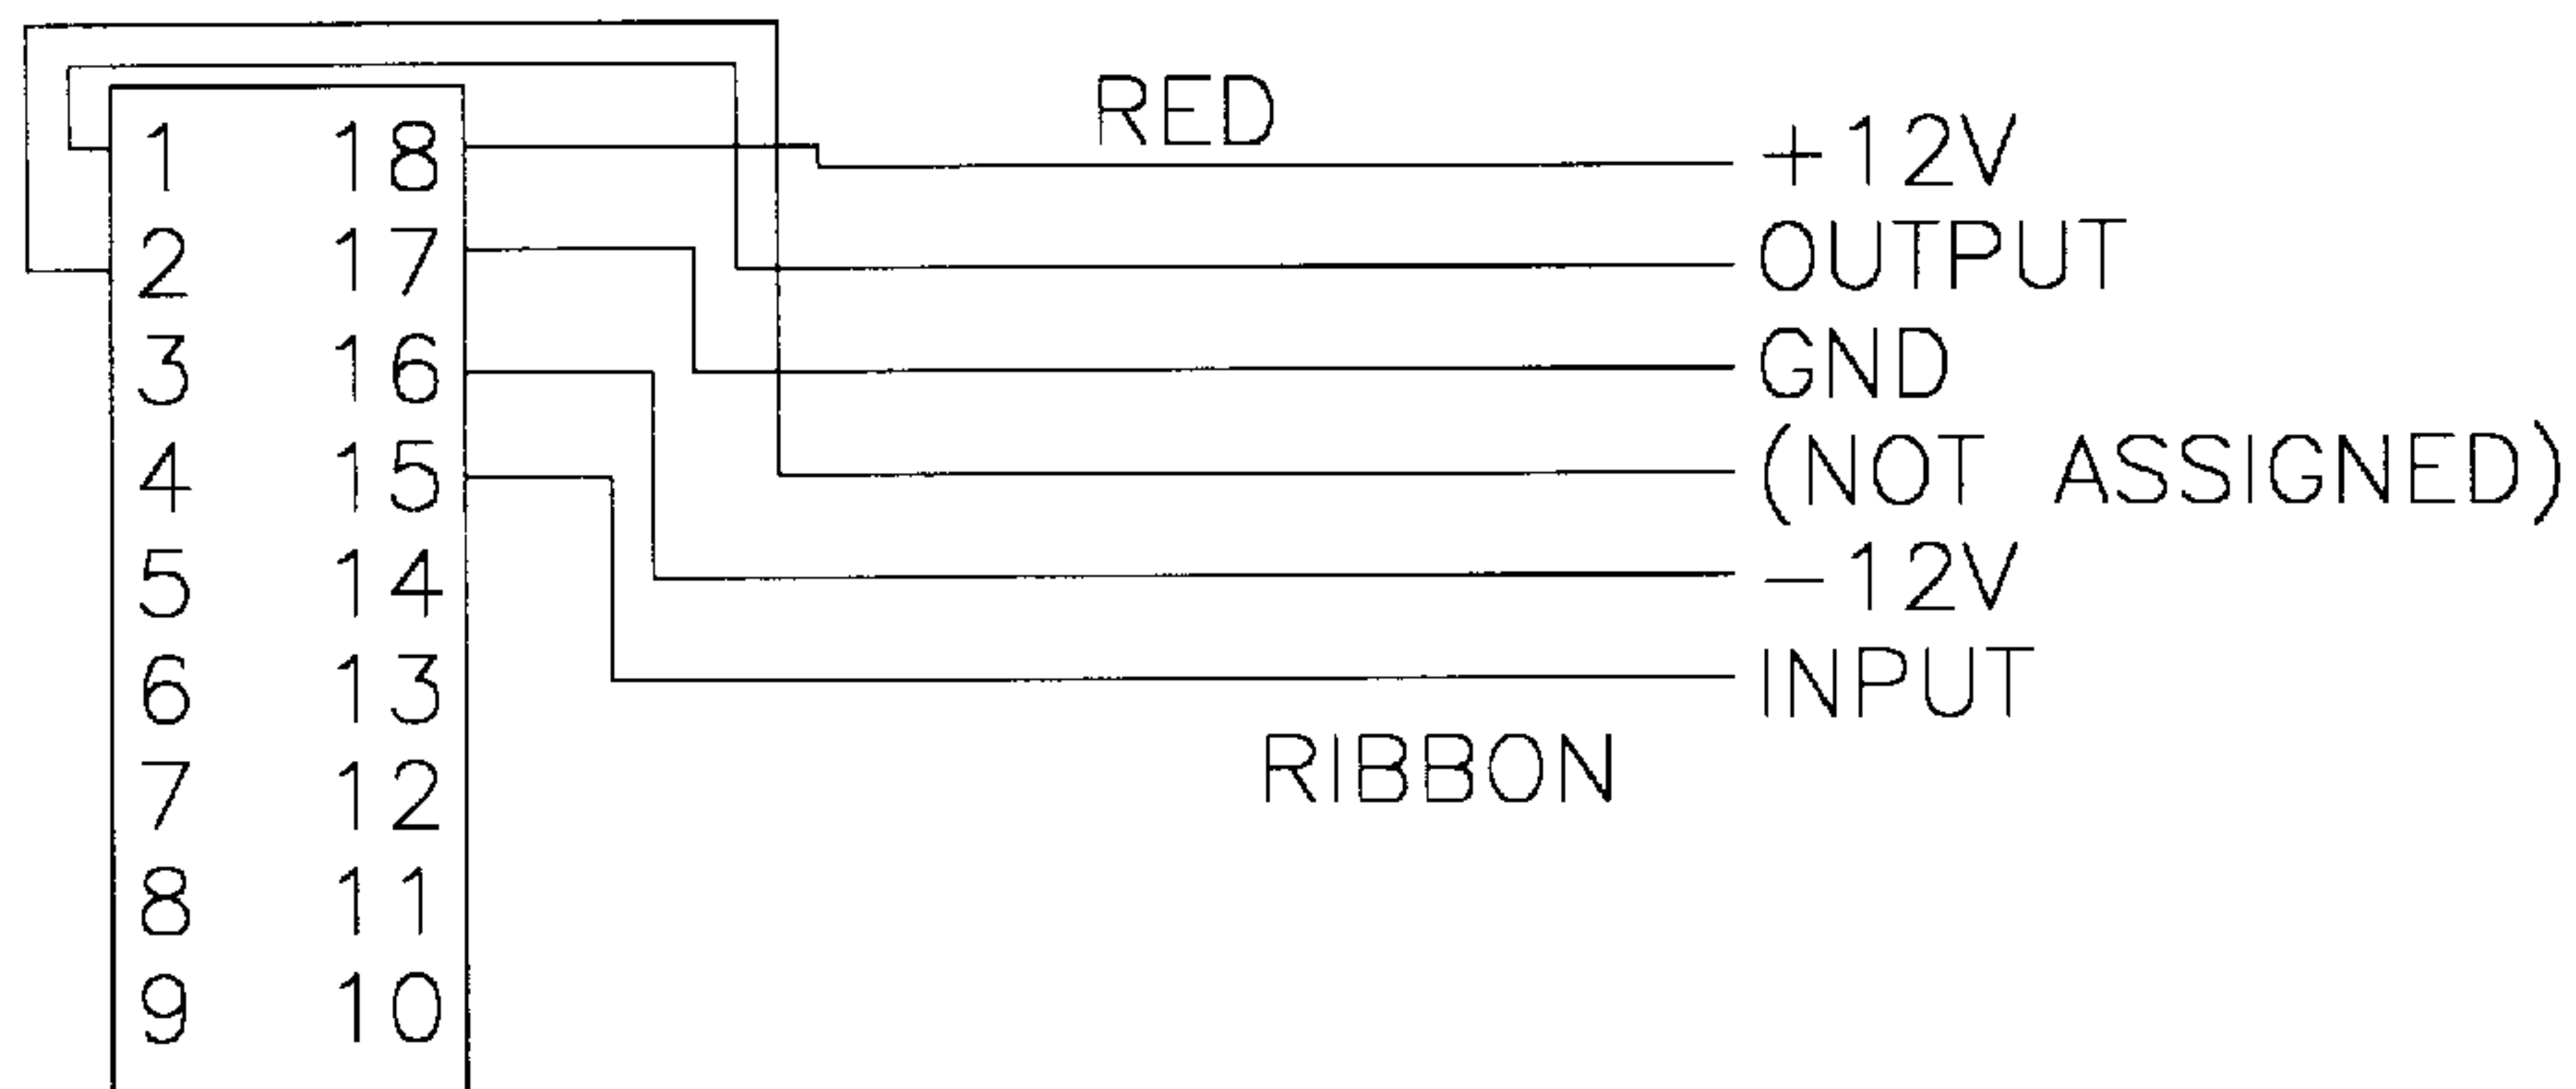 RED
1 18 +12V
2 17 OUTPUT
3 16 GND
4 15 (NOT ASSIGNED)
5 14 -12V
6 13 INPUT
7 12 RIBBON
8 11
9 10